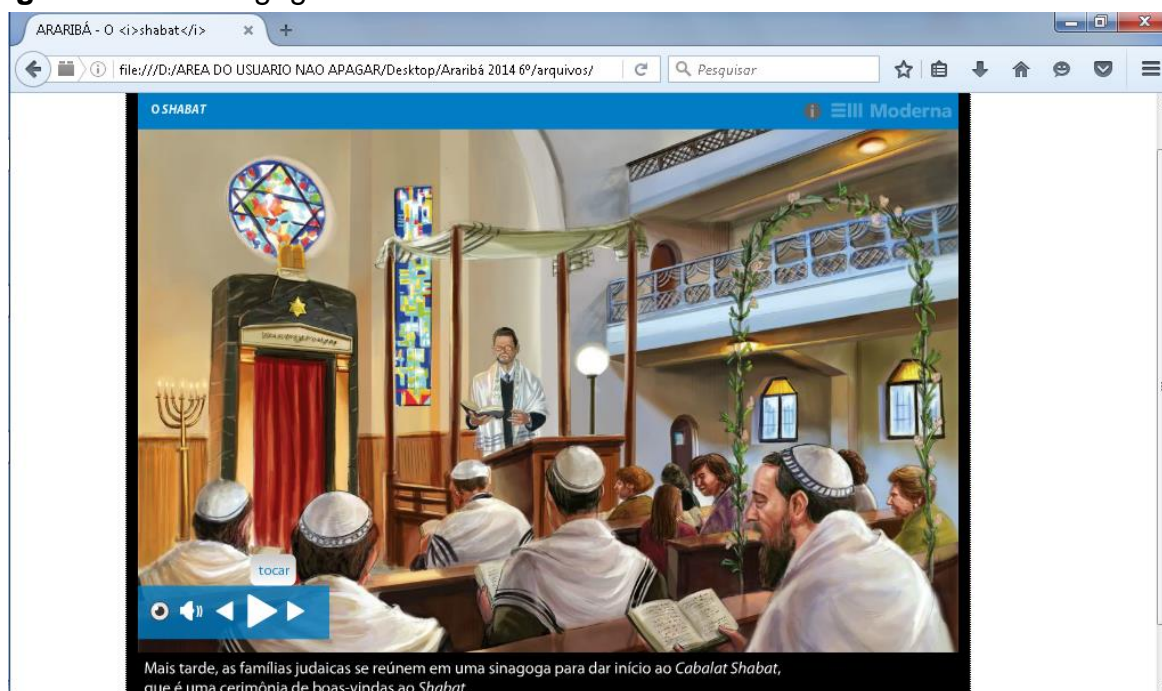 ARARIBÁ - O <i>shabat</i>
file:///D:/AREA DO USUARIO NAO APAGAR/Desktop/Araribá 2014 6º/arquivos/
Pesquisar
O SHABAT
Moderna
tocar
Mais tarde, as famílias judaicas se reúnem em uma sinagoga para dar início ao Cabalat Shabat,
que é uma cerimônia de boas-vindas ao Shabat